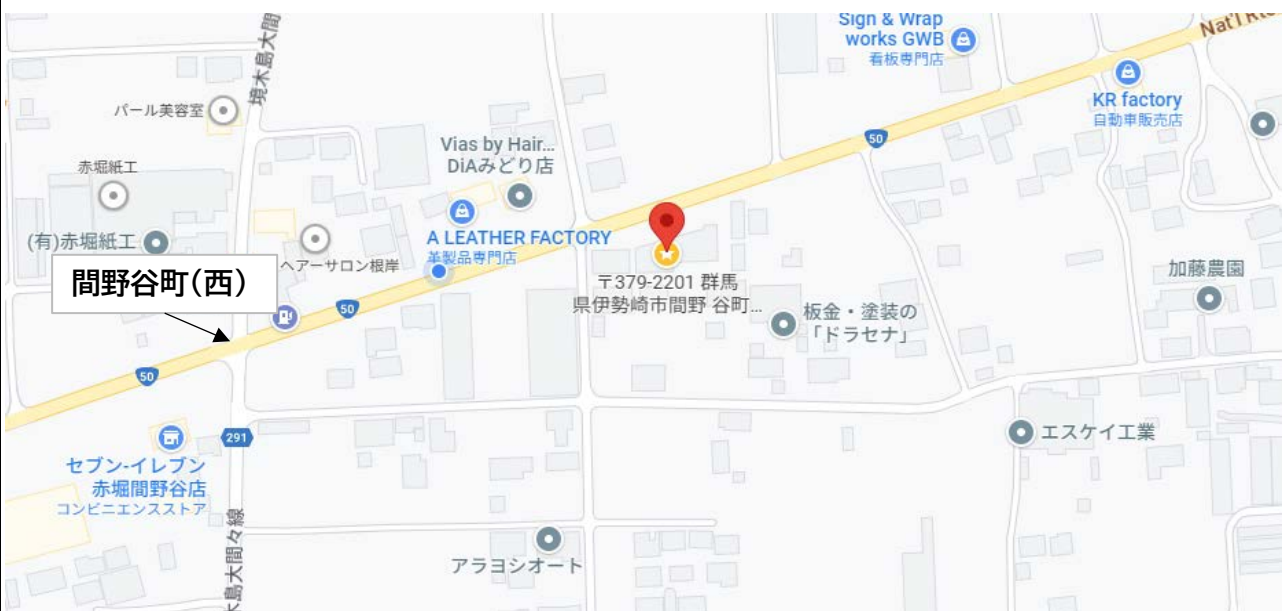 Sign & Wrap
works GWB
看板専門店
Nat'l Rte
境木島大間
パール美容室
KR factory
自動車販売店
50
Vias by Hair...
DiAみどり店
赤堀紙工
(有)赤堀紙工
A LEATHER FACTORY
革製品専門店
ヘアーサロン根岸
間野谷町(西)
〒379-2201 群馬
県伊勢崎市間野 谷町...
加藤農園
板金・塗装の
「ドラセナ」
50
50
291
エスケイ工業
セブン-イレブン
赤堀間野谷店
コンビニエンスストア
木島大間々線
アラヨシオート